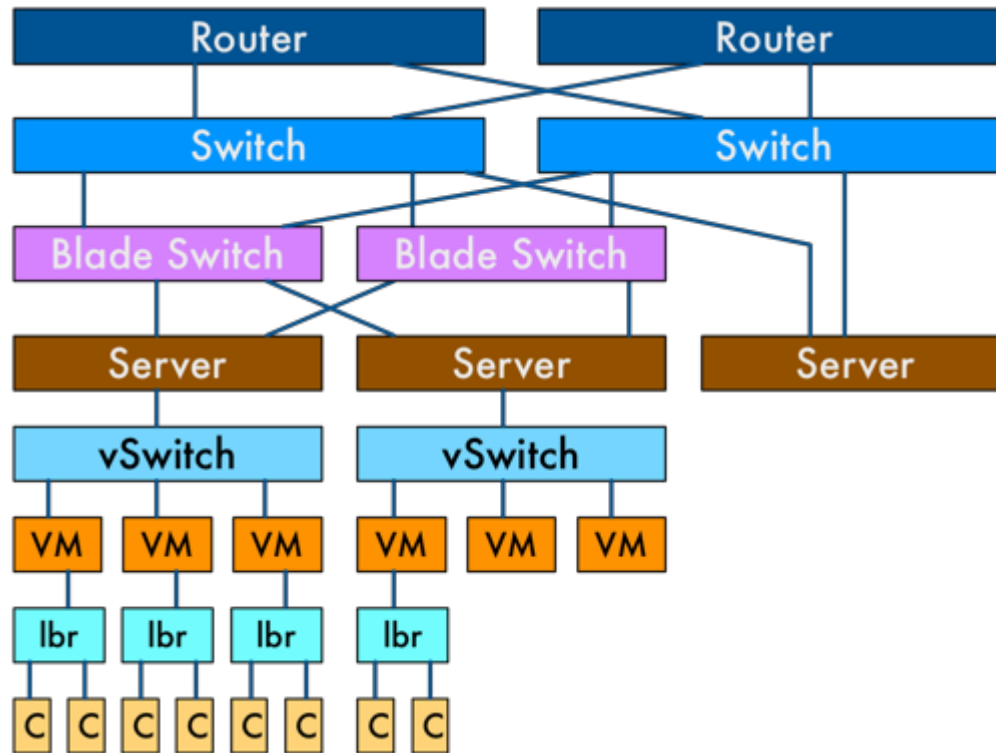 Router Router
Switch Switch
Blade Switch Blade Switch
Server Server Server
vSwitch vSwitch
VM VM VM VM VM VM
lbr lbr lbr lbr
C C C C C C C C